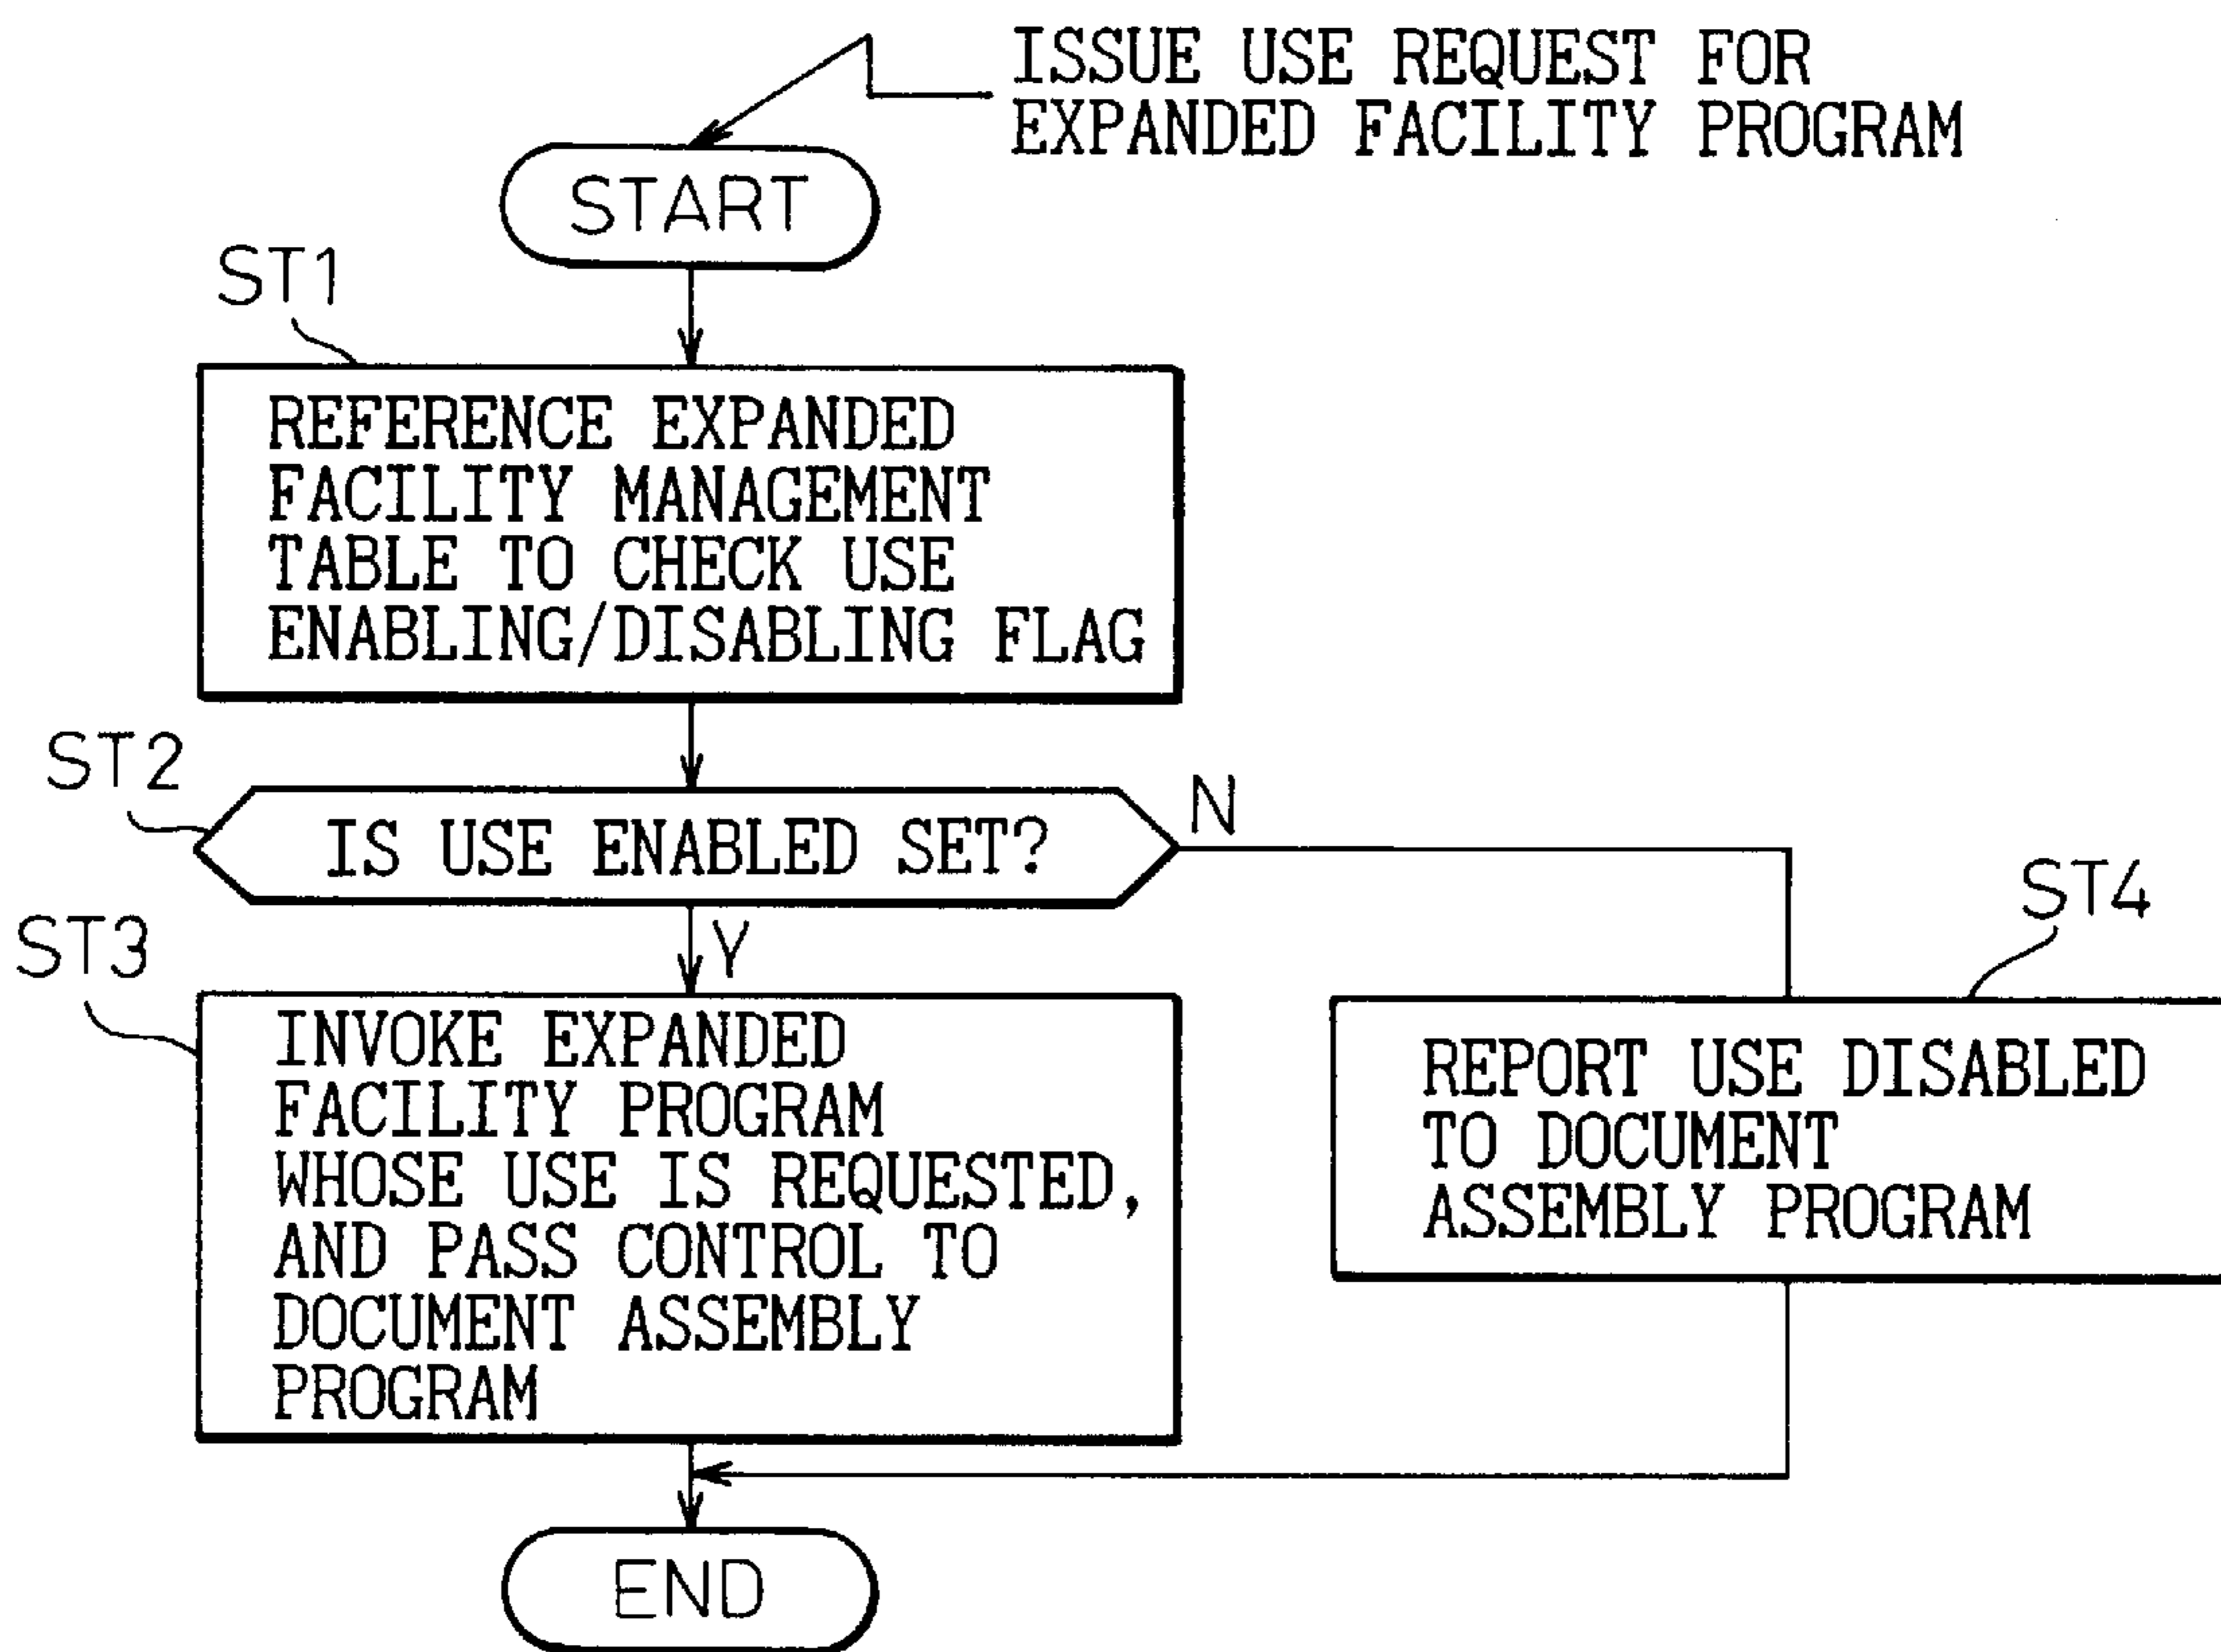 ISSUE USE REQUEST FOR
EXPANDED FACILITY PROGRAM
START
ST1
REFERENCE EXPANDED
FACILITY MANAGEMENT
TABLE TO CHECK USE
ENABLING/DISABLING FLAG
ST2
IS USE ENABLED SET?
N
Y
ST3
INVOKE EXPANDED
FACILITY PROGRAM
WHOSE USE IS REQUESTED,
AND PASS CONTROL TO
DOCUMENT ASSEMBLY
PROGRAM
ST4
REPORT USE DISABLED
TO DOCUMENT
ASSEMBLY PROGRAM
END